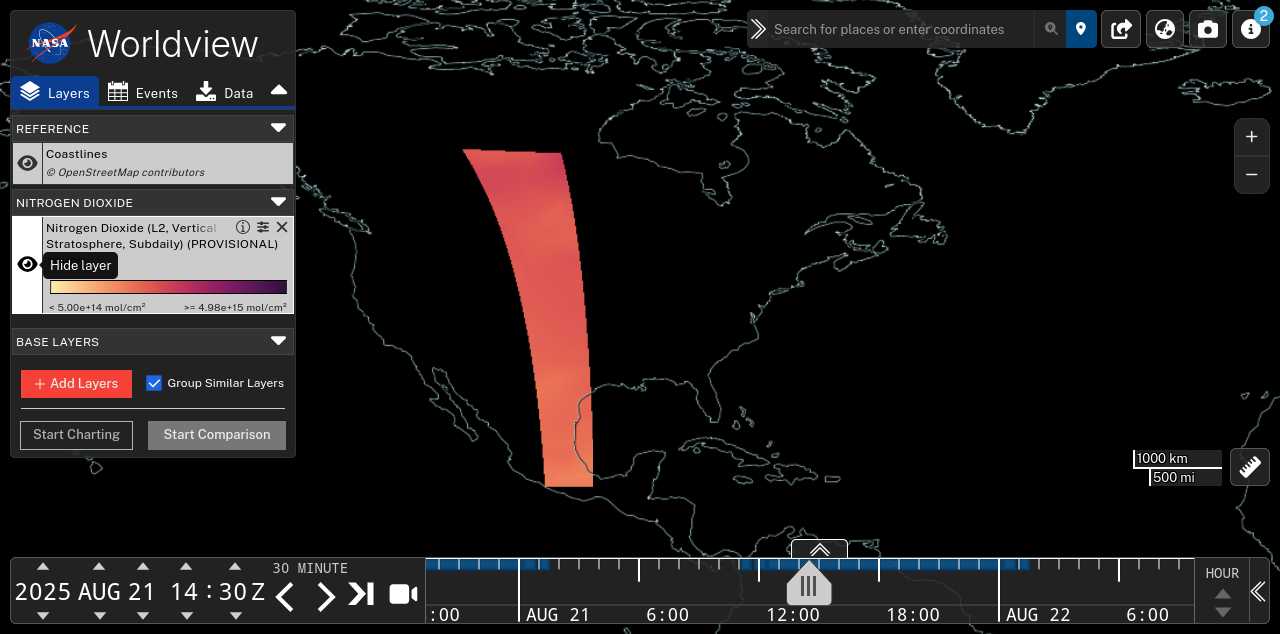 NASA
Worldview
Search for places or enter coordinates
2
Layers
Events
Data
REFERENCE
Coastlines
© OpenStreetMap contributors
NITROGEN DIOXIDE
Nitrogen Dioxide (L2, Vertical
Stratosphere, Subdaily) (PROVISIONAL)
Hide layer
< 5.00e+14 mol/cm²
>= 4.98e+15 mol/cm²
BASE LAYERS
+ Add Layers
Group Similar Layers
Start Charting
Start Comparison
+
−
1000 km
500 mi
2025 AUG 21 14 : 30 Z
30 MINUTE
:00
AUG 21
6:00
12:00
18:00
AUG 22
6:00
HOUR